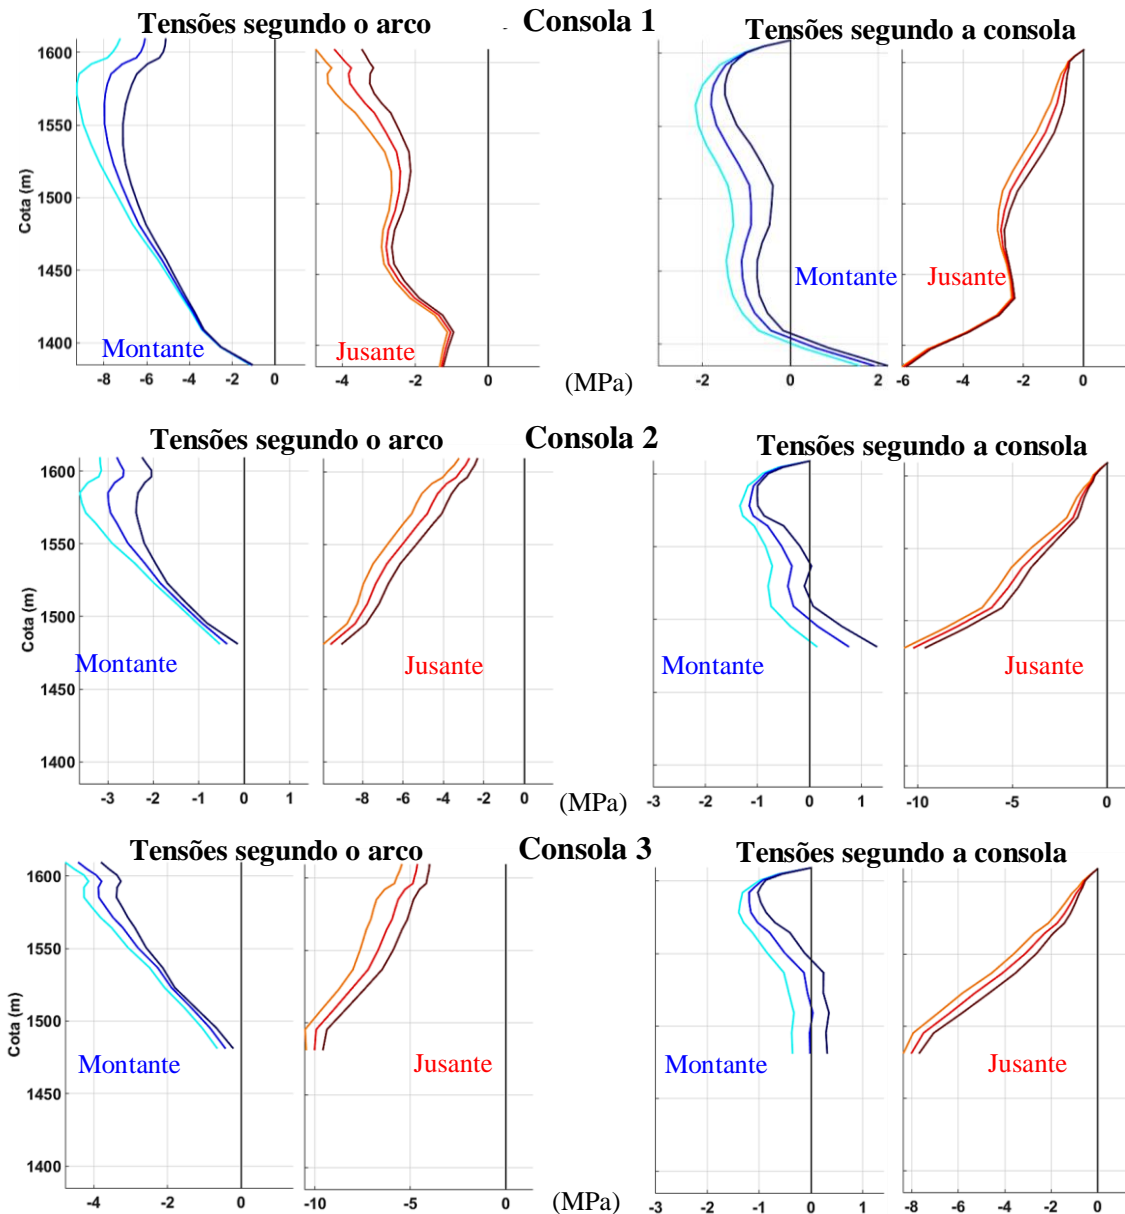 Consola 1
Tensões segundo o arco
Tensões segundo a consola
Cota (m)
1600
1550
1500
1450
1400
Montante
Jusante
Montante
Jusante
-8 -6 -4 -2 0
-4 -2 0
-2 0 2
-6 -4 -2 0
(MPa)
Consola 2
Tensões segundo o arco
Tensões segundo a consola
Cota (m)
1600
1550
1500
1450
1400
Montante
Jusante
Montante
Jusante
-3 -2 -1 0 1
-8 -6 -4 -2 0
-3 -2 -1 0 1
-10 -5 0
(MPa)
Consola 3
Tensões segundo o arco
Tensões segundo a consola
Cota (m)
1600
1550
1500
1450
1400
Montante
Jusante
Montante
Jusante
-4 -2 0
-10 -5 0
-3 -2 -1 0 1
-8 -6 -4 -2 0
(MPa)